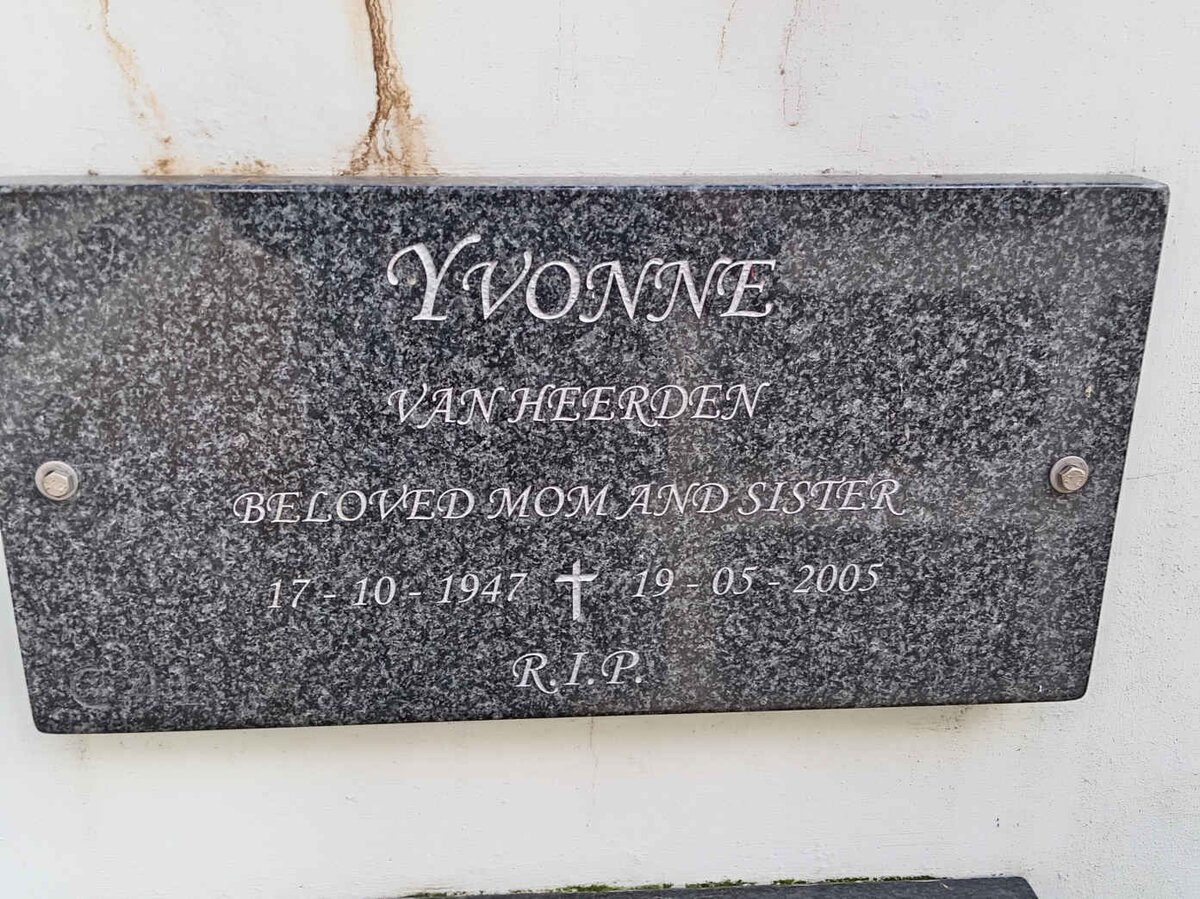 YVONNE
VAN HEERDEN
BELOVED MOM AND SISTER
17 - 10 - 1947 † 19 - 05 - 2005
R.I.P.